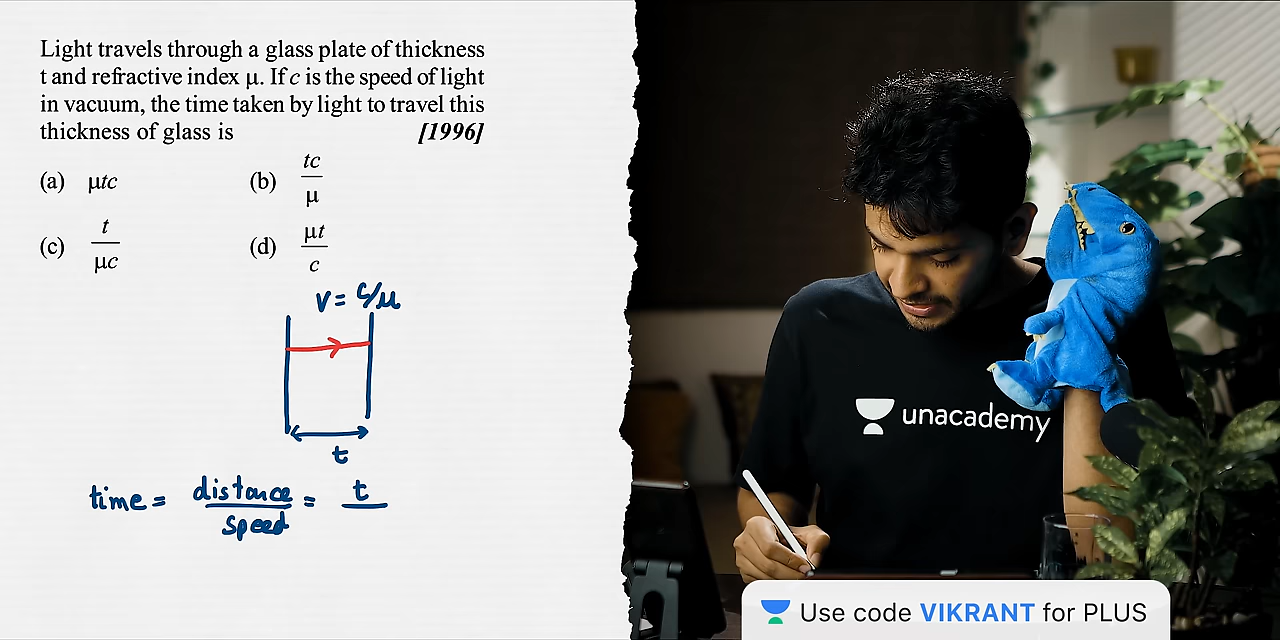 Light travels through a glass plate of thickness
t and refractive index μ. If c is the speed of light
in vacuum, the time taken by light to travel this
thickness of glass is [1996]
(a) μtc (b) tc/μ
(c) t/μc (d) μt/c
v = c/μ
t
time = distance/speed = t
unacademy
Use code VIKRANT for PLUS